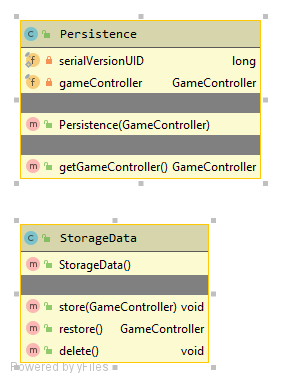 C Persistence
f serialVersionUID long
f gameController GameController
m Persistence(GameController)
m getGameController() GameController
C StorageData
m StorageData()
m store(GameController) void
m restore() GameController
m delete() void
Powered by yFiles